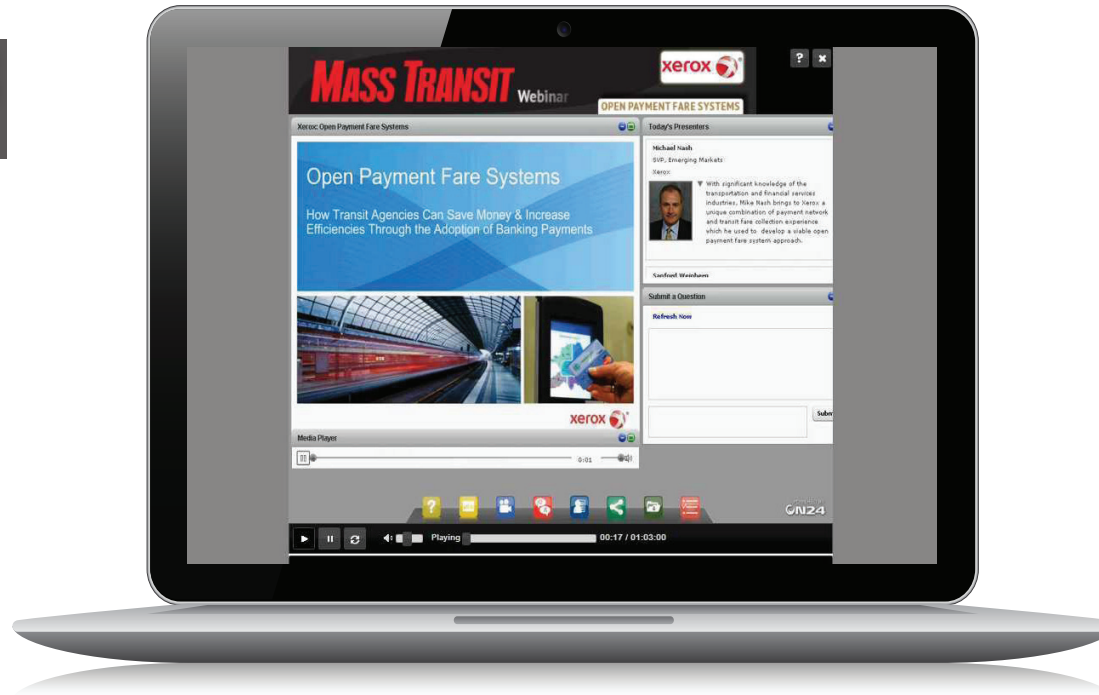 MASS TRANSIT Webinar
xerox
? x
OPEN PAYMENT FARE SYSTEMS
Xerox: Open Payment Fare Systems
Open Payment Fare Systems
How Transit Agencies Can Save Money & Increase
Efficiencies Through the Adoption of Banking Payments
xerox
Media Player
0:01
Today's Presenters
Michael Nash
SVP, Emerging Markets
Xerox
With significant knowledge of the
transportation and financial services
industries, Mike Nash brings to Xerox a
unique combination of payment network
and transit fare collection experience
which he used to develop a viable open
payment fare system approach.
Submit a Question
Refresh Now
Subm
?
ON24
Playing 00:17 / 01:03:00